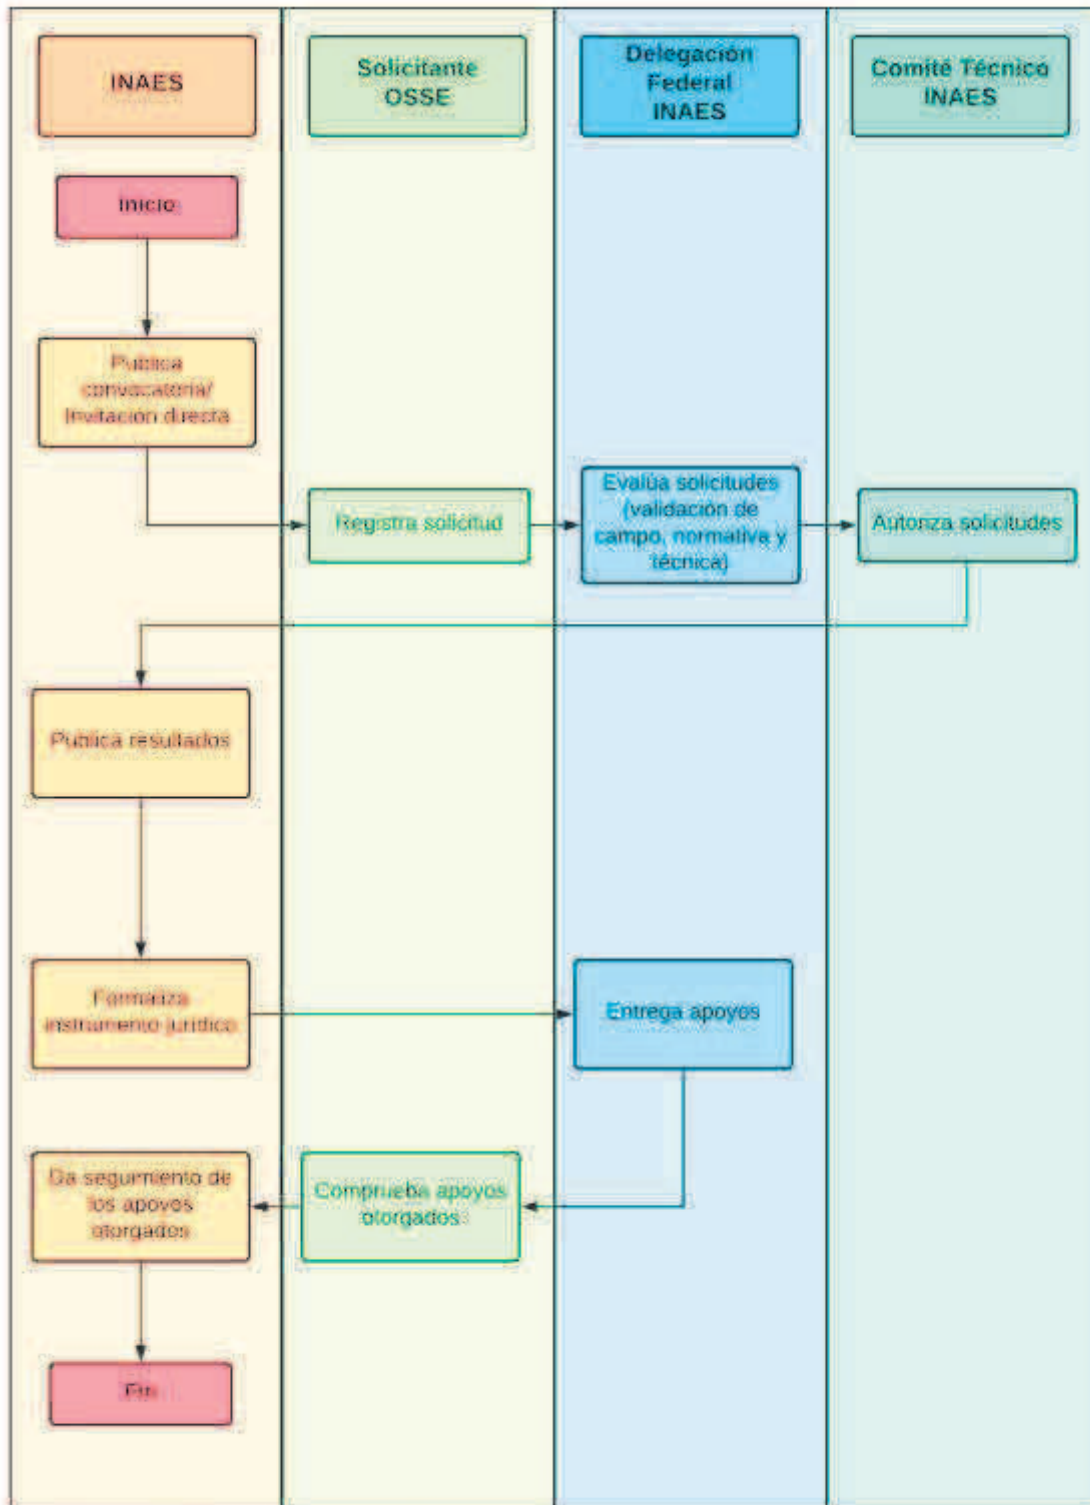 INAES
Solicitante
OSSE
Delegación
Federal
INAES
Comité Técnico
INAES
Inicio
Publica
convocatoria/
Invitación directa
Registra solicitud
Evalúa solicitudes
(validación de
campo, normativa y
técnica)
Autoriza solicitudes
Publica resultados
Formaliza
instrumento jurídico
Entrega apoyos
Da seguimiento de
los apoyos
otorgados
Comprueba apoyos
otorgados
Fin